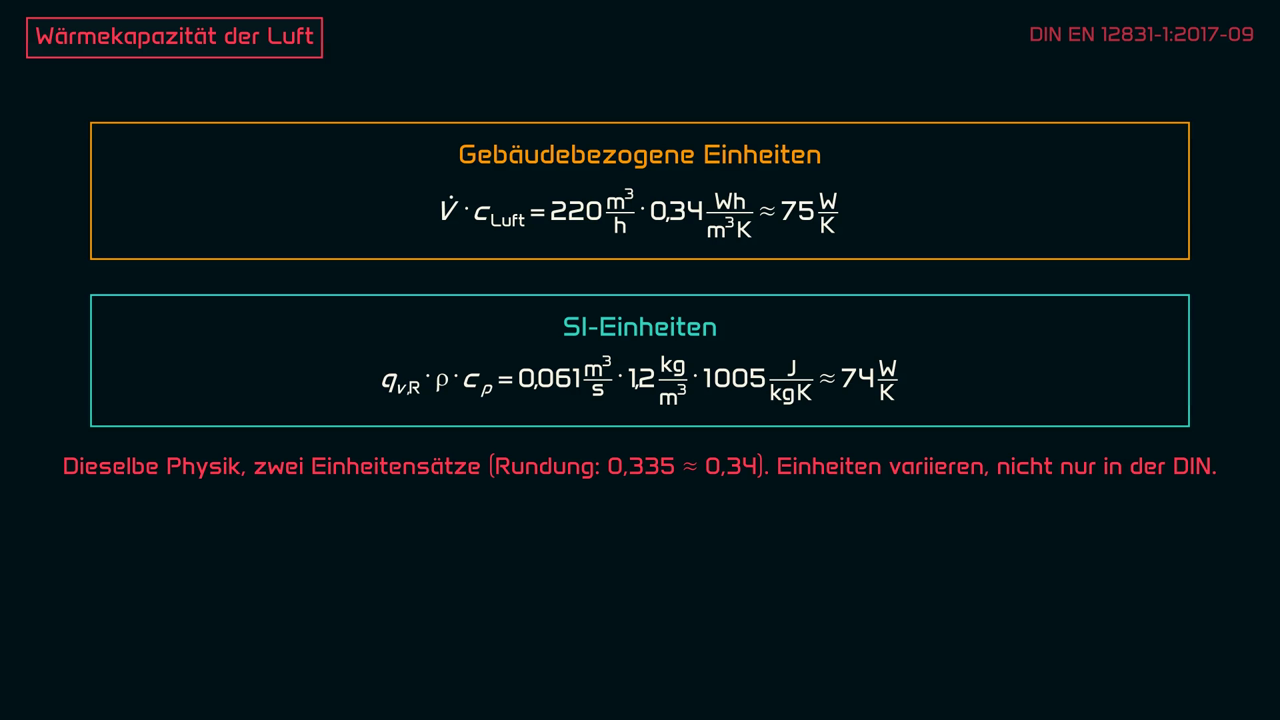 Wärmekapazität der Luft
DIN EN 12831-1:2017-09
Gebäudebezogene Einheiten
V̇ · c_Luft = 220 m³/h · 0,34 Wh/m³K ≈ 75 W/K
SI-Einheiten
q_v,R · ρ · c_p = 0,061 m³/s · 1,2 kg/m³ · 1005 J/kgK ≈ 74 W/K
Dieselbe Physik, zwei Einheitensätze (Rundung: 0,335 ≈ 0,34). Einheiten variieren, nicht nur in der DIN.